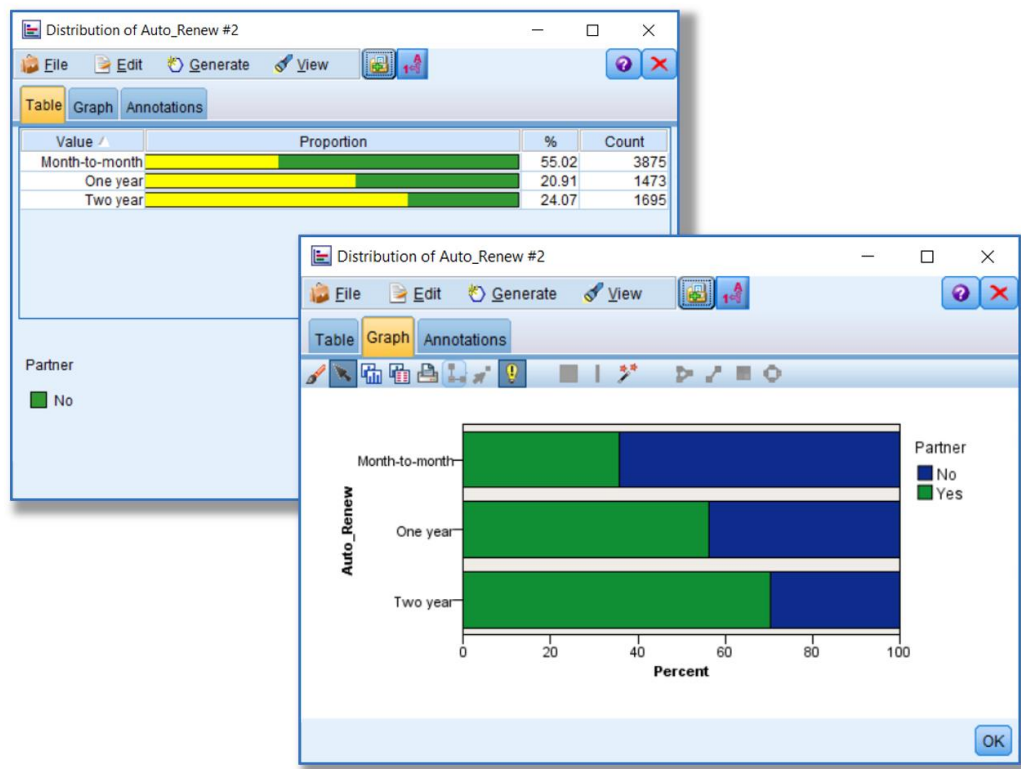 Distribution of Auto_Renew #2
File Edit Generate View
Table Graph Annotations
Value Proportion % Count
Month-to-month 55.02 3875
One year 20.91 1473
Two year 24.07 1695
Partner
No
Distribution of Auto_Renew #2
File Edit Generate View
Table Graph Annotations
Month-to-month
One year
Two year
Auto_Renew
0 20 40 60 80 100
Percent
Partner
No
Yes
OK